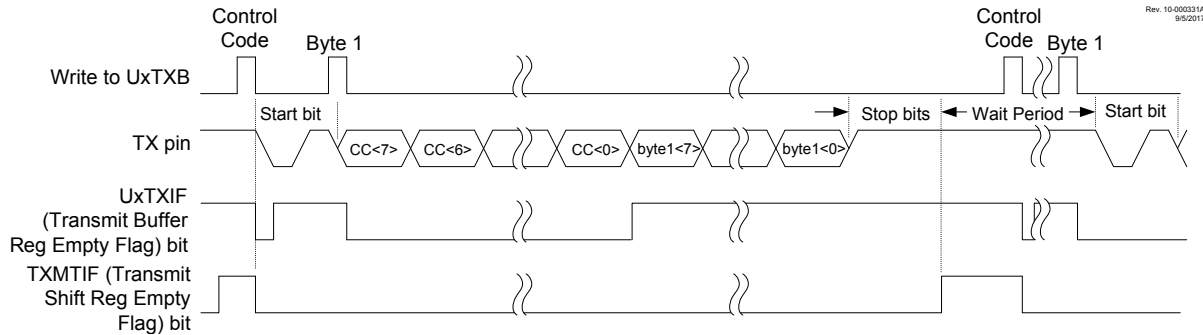 Rev. 10-000331A
9/5/2017
Control
Code
Byte 1
Control
Code
Byte 1
Write to UxTXB
Start bit
Stop bits
Wait Period
Start bit
TX pin
CC<7>
CC<6>
CC<0>
byte1<7>
byte1<0>
UxTXIF
(Transmit Buffer
Reg Empty Flag) bit
TXMTIF (Transmit
Shift Reg Empty
Flag) bit